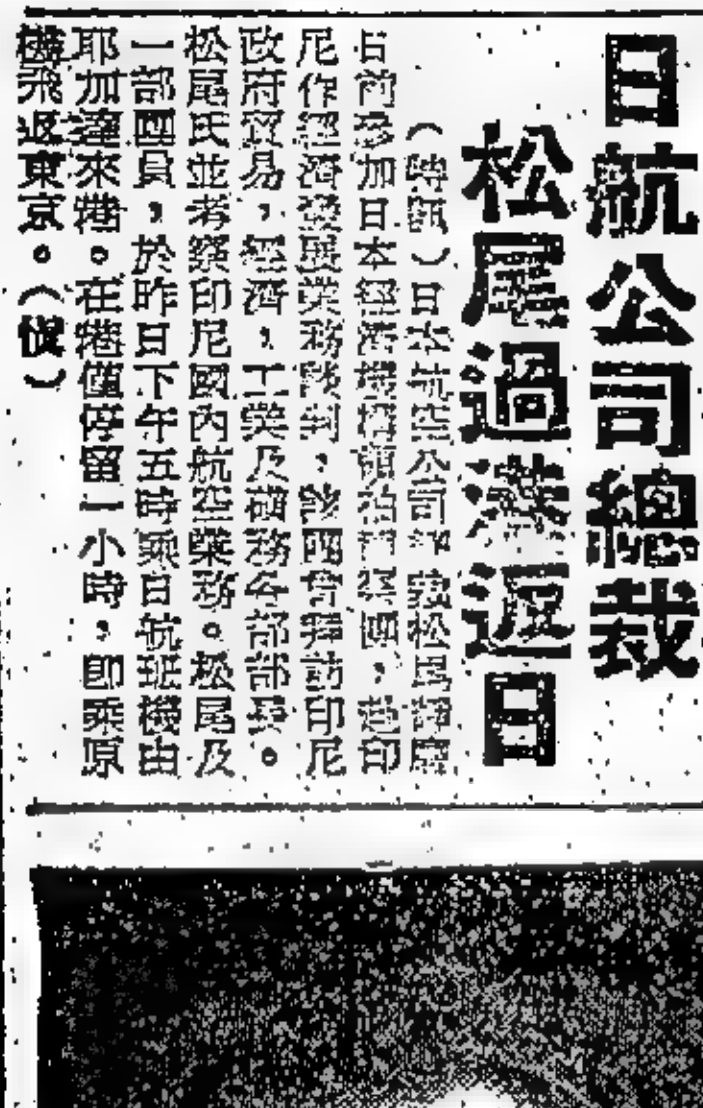 日航公司總裁
松尾過港返日
（特訊）日本航空公司總裁松尾靜磨
日前參加日本經濟機構領袖觀察團，赴印
尼作經濟發展業務談判，該團曾拜訪印尼
政府貿易，經濟，工業及礦務各部部長。
松尾氏並考察印尼國內航空業務。松尾及
一部團員，於昨日下午五時乘日航班機由
耶加達來港。在港僅停留一小時，即乘原
機飛返東京。（悅）